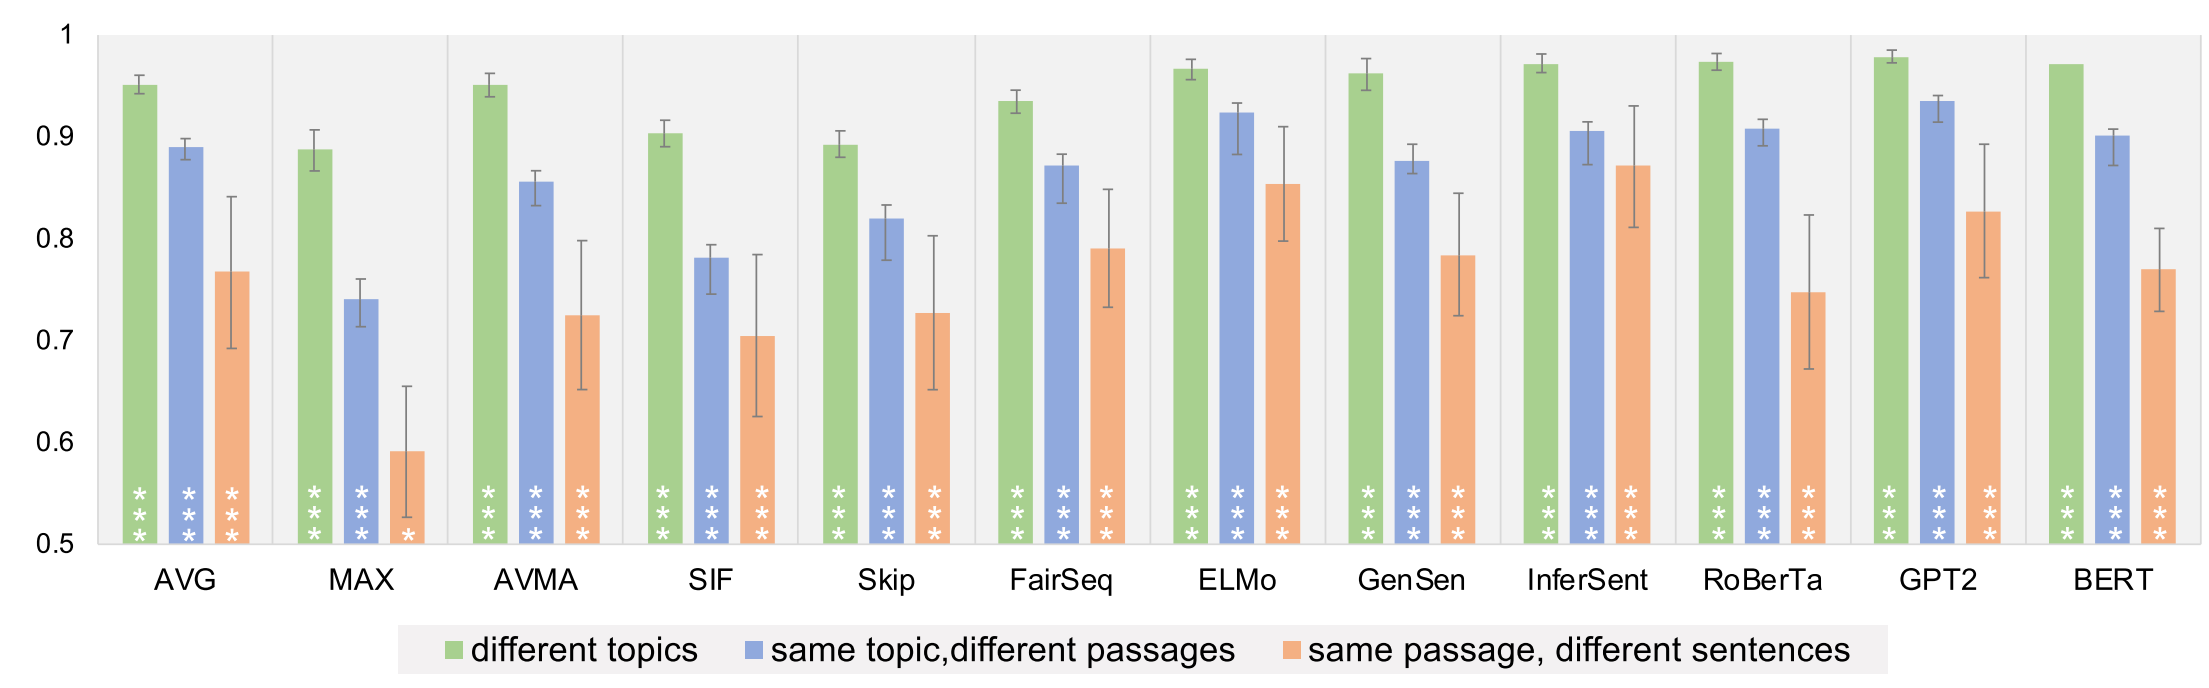 1
0.9
0.8
0.7
0.6
0.5
*** *** *** *** *** * *** *** *** *** *** *** *** *** *** *** *** *** *** *** *** *** *** *** *** *** *** *** *** *** *** *** *** *** *** ***
AVG MAX AVMA SIF Skip FairSeq ELMo GenSen InferSent RoBerTa GPT2 BERT
different topics same topic,different passages same passage, different sentences